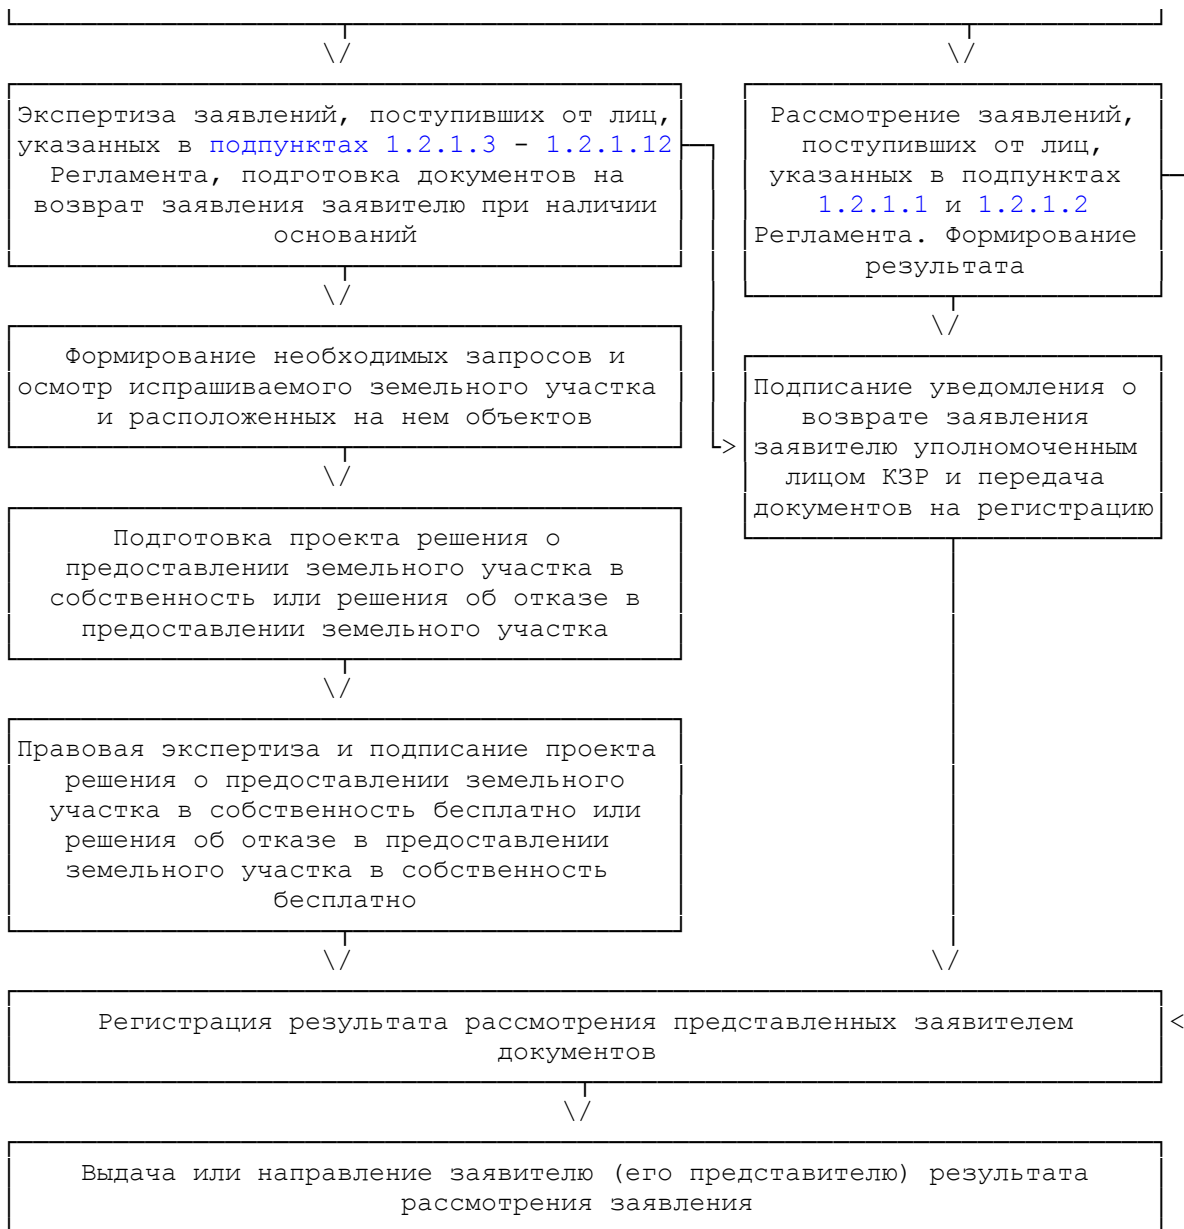 Экспертиза заявлений, поступивших от лиц,
указанных в подпунктах 1.2.1.3 - 1.2.1.12
Регламента, подготовка документов на
возврат заявления заявителю при наличии
оснований
Рассмотрение заявлений,
поступивших от лиц,
указанных в подпунктах
1.2.1.1 и 1.2.1.2
Регламента. Формирование
результата
Формирование необходимых запросов и
осмотр испрашиваемого земельного участка
и расположенных на нем объектов
Подписание уведомления о
возврате заявления
заявителю уполномоченным
лицом КЗР и передача
документов на регистрацию
Подготовка проекта решения о
предоставлении земельного участка в
собственность или решения об отказе в
предоставлении земельного участка
Правовая экспертиза и подписание проекта
решения о предоставлении земельного
участка в собственность бесплатно или
решения об отказе в предоставлении
земельного участка в собственность
бесплатно
Регистрация результата рассмотрения представленных заявителем
документов
Выдача или направление заявителю (его представителю) результата
рассмотрения заявления